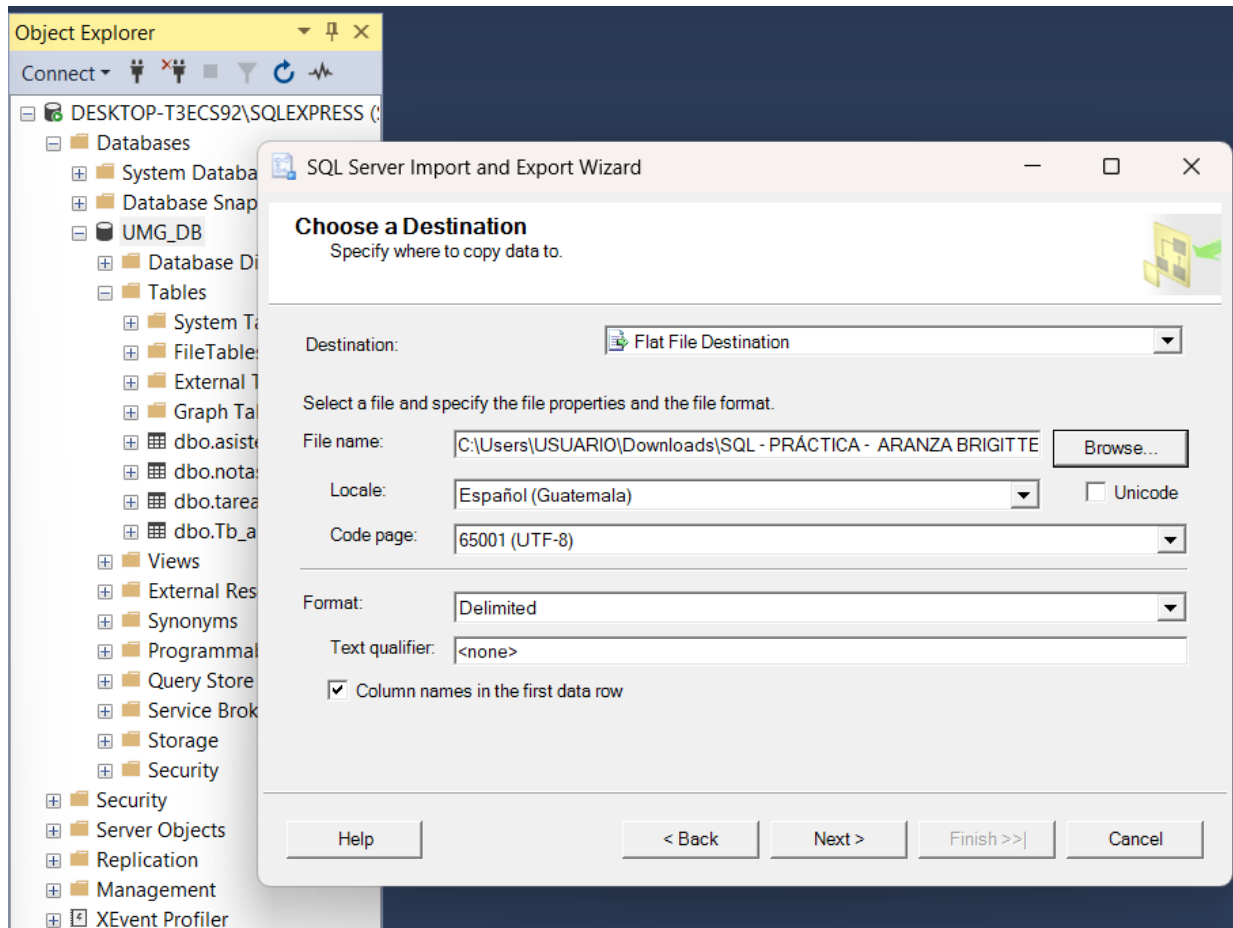 Object Explorer
Connect
DESKTOP-T3ECS92\SQLEXPRESS (
Databases
System Databa
Database Snap
UMG_DB
Database Di
Tables
System Ta
FileTables
External T
Graph Tal
dbo.asiste
dbo.notas
dbo.tarea
dbo.Tb_a
Views
External Res
Synonyms
Programmal
Query Store
Service Brok
Storage
Security
Security
Server Objects
Replication
Management
XEvent Profiler
SQL Server Import and Export Wizard
Choose a Destination
Specify where to copy data to.
Destination: Flat File Destination
Select a file and specify the file properties and the file format.
File name: C:\Users\USUARIO\Downloads\SQL - PRÁCTICA - ARANZA BRIGITTE Browse...
Locale: Español (Guatemala) Unicode
Code page: 65001 (UTF-8)
Format: Delimited
Text qualifier: <none>
Column names in the first data row
Help < Back Next > Finish >>| Cancel